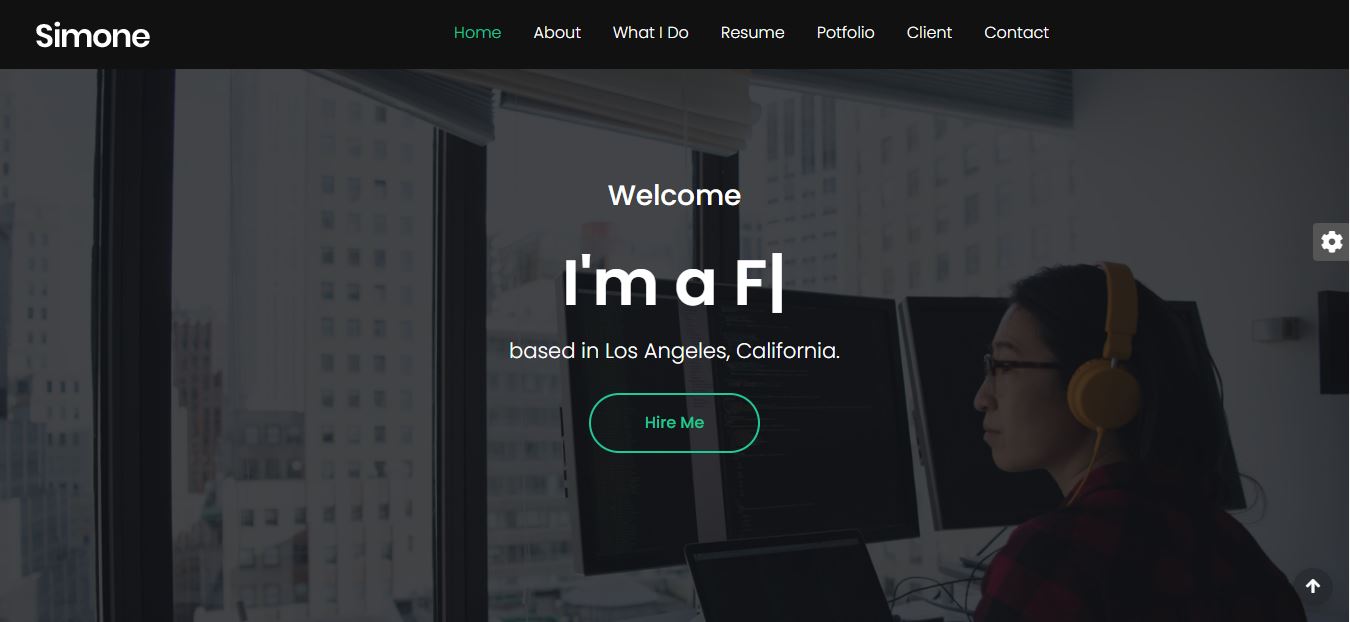 Simone
Home About What I Do Resume Potfolio Client Contact
Welcome
I'm a F|
based in Los Angeles, California.
Hire Me